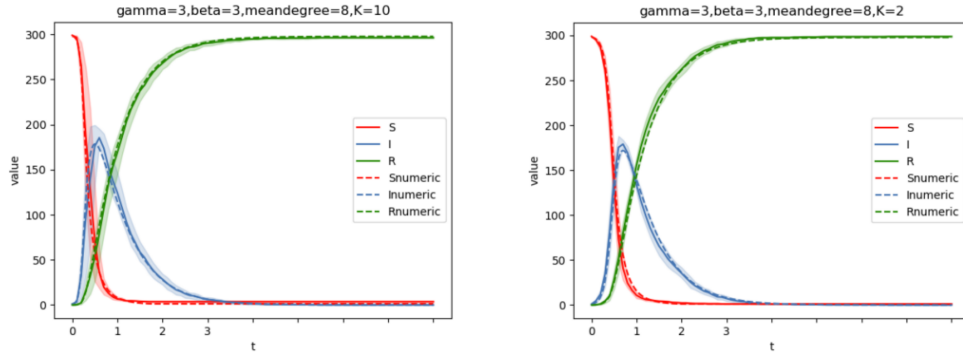 gamma=3,beta=3,meandegree=8,K=10
300
250
200
150
100
50
0
value
S
I
R
Snumeric
Inumeric
Rnumeric
0 1 2 3
t
gamma=3,beta=3,meandegree=8,K=2
300
250
200
150
100
50
0
value
S
I
R
Snumeric
Inumeric
Rnumeric
0 1 2 3
t